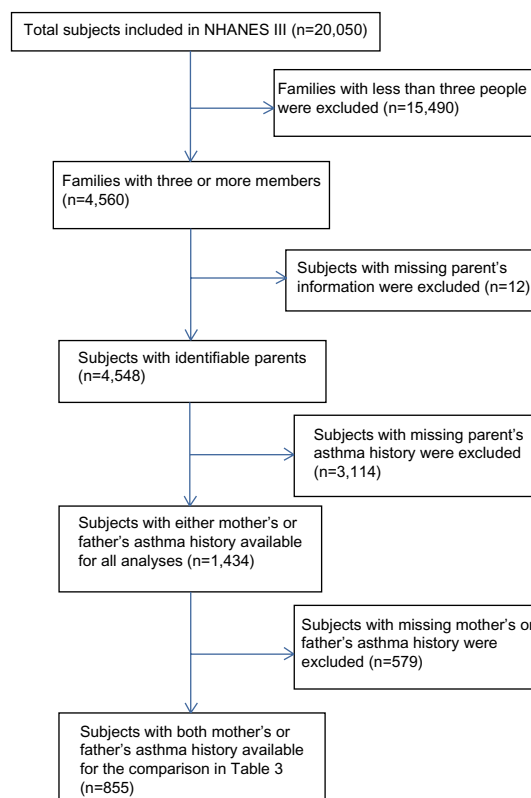 Total subjects included in NHANES III (n=20,050)
Families with less than three people
were excluded (n=15,490)
Families with three or more members
(n=4,560)
Subjects with missing parent's
information were excluded (n=12)
Subjects with identifiable parents
(n=4,548)
Subjects with missing parent's
asthma history were excluded
(n=3,114)
Subjects with either mother's or
father's asthma history available
for all analyses (n=1,434)
Subjects with missing mother's or
father's asthma history were
excluded (n=579)
Subjects with both mother's or
father's asthma history available
for the comparison in Table 3
(n=855)